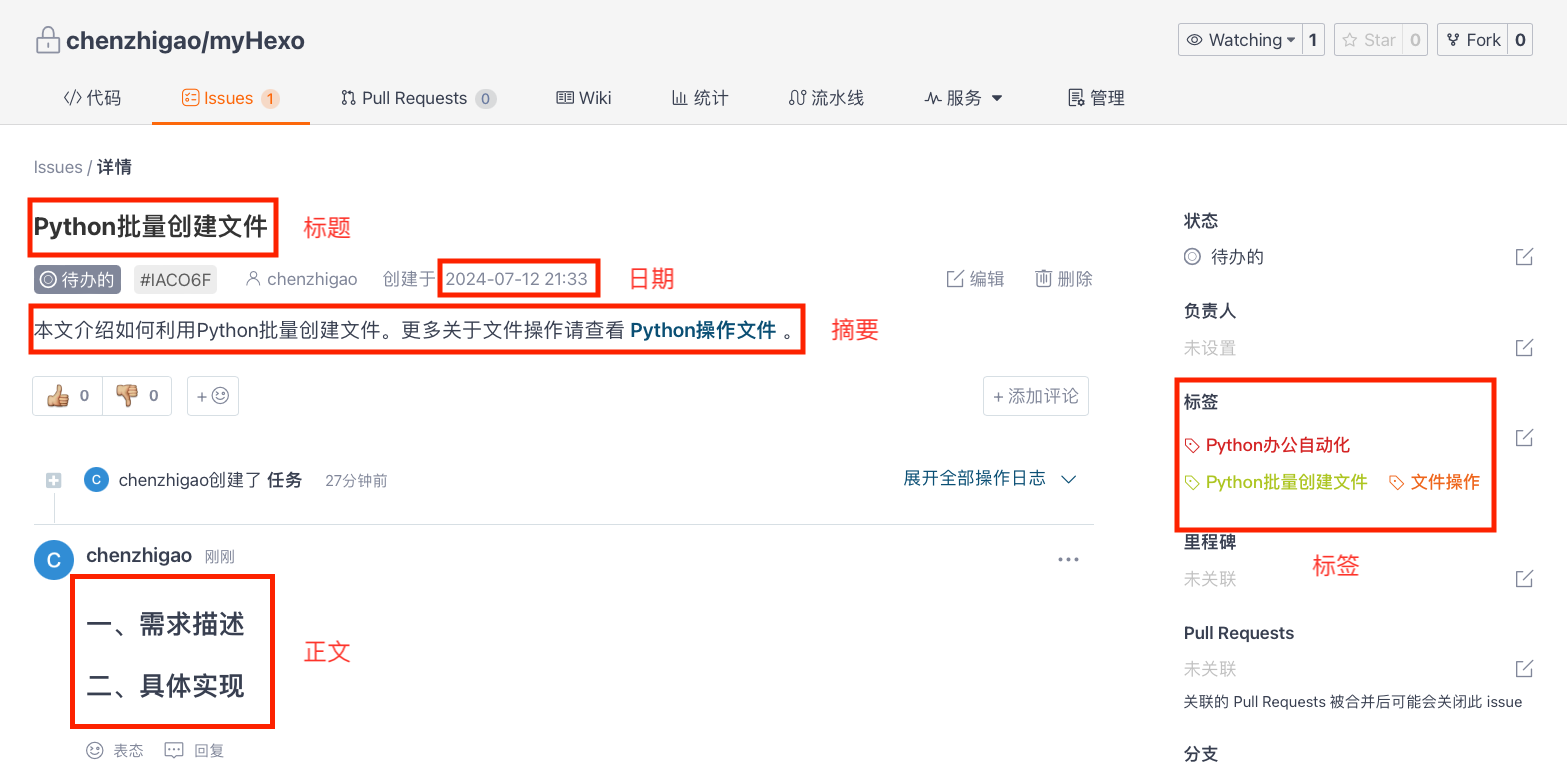 chenzhigao/myHexo
Watching 1 Star 0 Fork 0
代码 Issues 1 Pull Requests 0 Wiki 统计 流水线 服务 管理
Issues / 详情
Python批量创建文件 标题
待办的 #IACO6F chenzhigao 创建于 2024-07-12 21:33 日期 编辑 删除
本文介绍如何利用Python批量创建文件。更多关于文件操作请查看 Python操作文件 。 摘要
0 0 + + 添加评论
chenzhigao创建了 任务 27分钟前 展开全部操作日志
C
C
chenzhigao 刚刚
一、需求描述
二、具体实现
正文
表态 回复
状态
待办的
负责人
未设置
标签
Python办公自动化
Python批量创建文件 文件操作
里程碑
标签
未关联
Pull Requests
未关联
关联的 Pull Requests 被合并后可能会关闭此 issue
分支